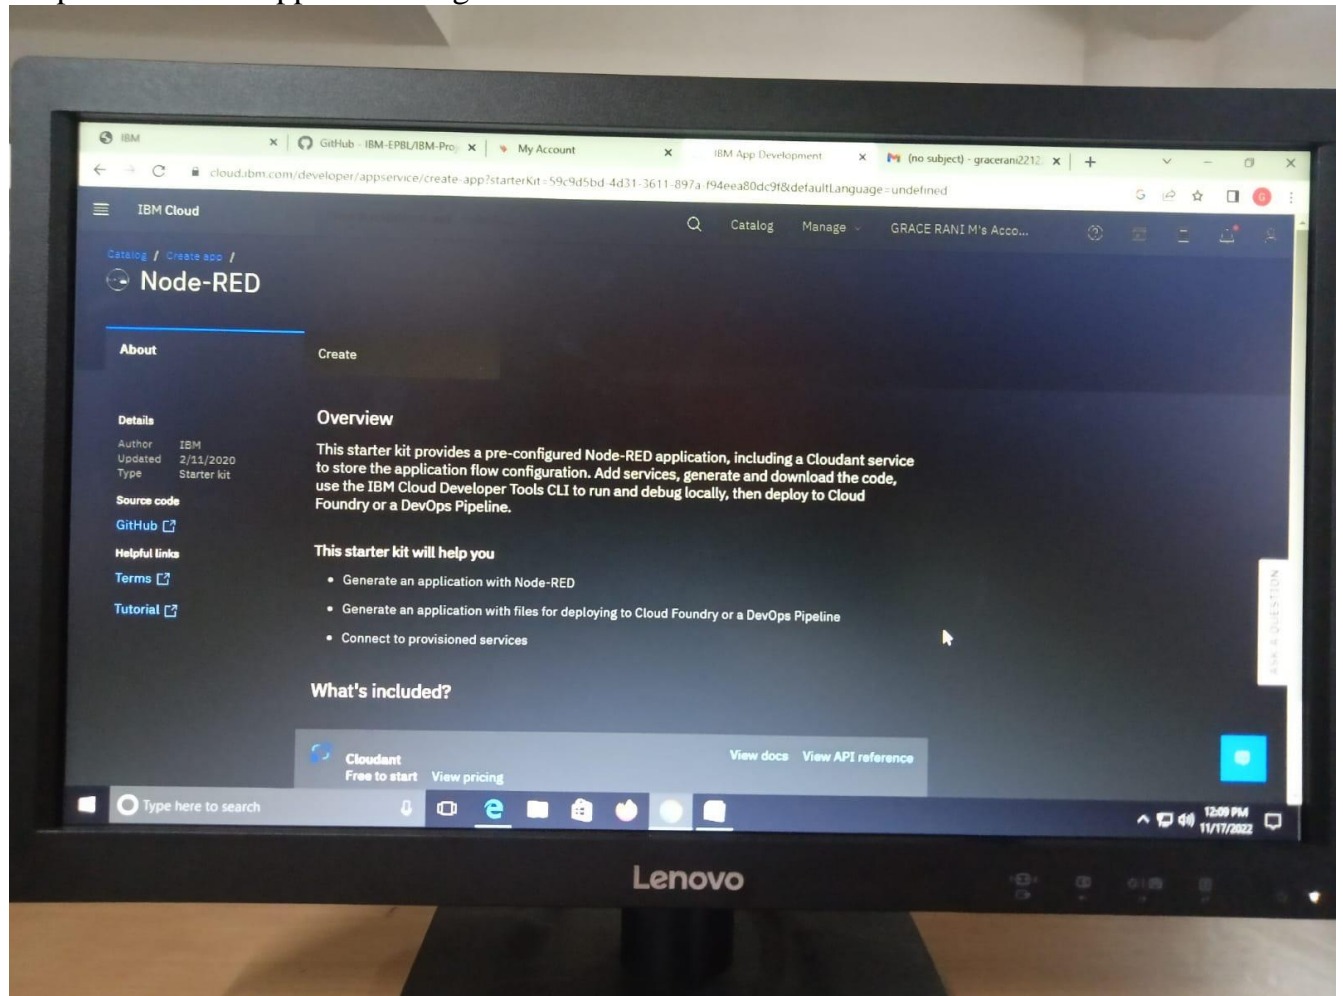 IBM
GitHub - IBM-EPBL/IBM-Pro
My Account
IBM App Development
(no subject) - gracerani2212
cloud.ibm.com/developer/appservice/create-app?starterKit=59c9d5bd-4d31-3611-897a-f94eea80dc9f&defaultLanguage=undefined
IBM Cloud
Catalog
Manage
GRACE RANI M's Acco...
Catalog / Create app /
Node-RED
About
Create
Details
Author IBM
Updated 2/11/2020
Type Starter kit
Source code
GitHub
Helpful links
Terms
Tutorial
Overview
This starter kit provides a pre-configured Node-RED application, including a Cloudant service
to store the application flow configuration. Add services, generate and download the code,
use the IBM Cloud Developer Tools CLI to run and debug locally, then deploy to Cloud
Foundry or a DevOps Pipeline.
This starter kit will help you
• Generate an application with Node-RED
• Generate an application with files for deploying to Cloud Foundry or a DevOps Pipeline
• Connect to provisioned services
What's included?
Cloudant
Free to start View pricing
View docs View API reference
ASK A QUESTION
Type here to search
12:09 PM
11/17/2022
Lenovo